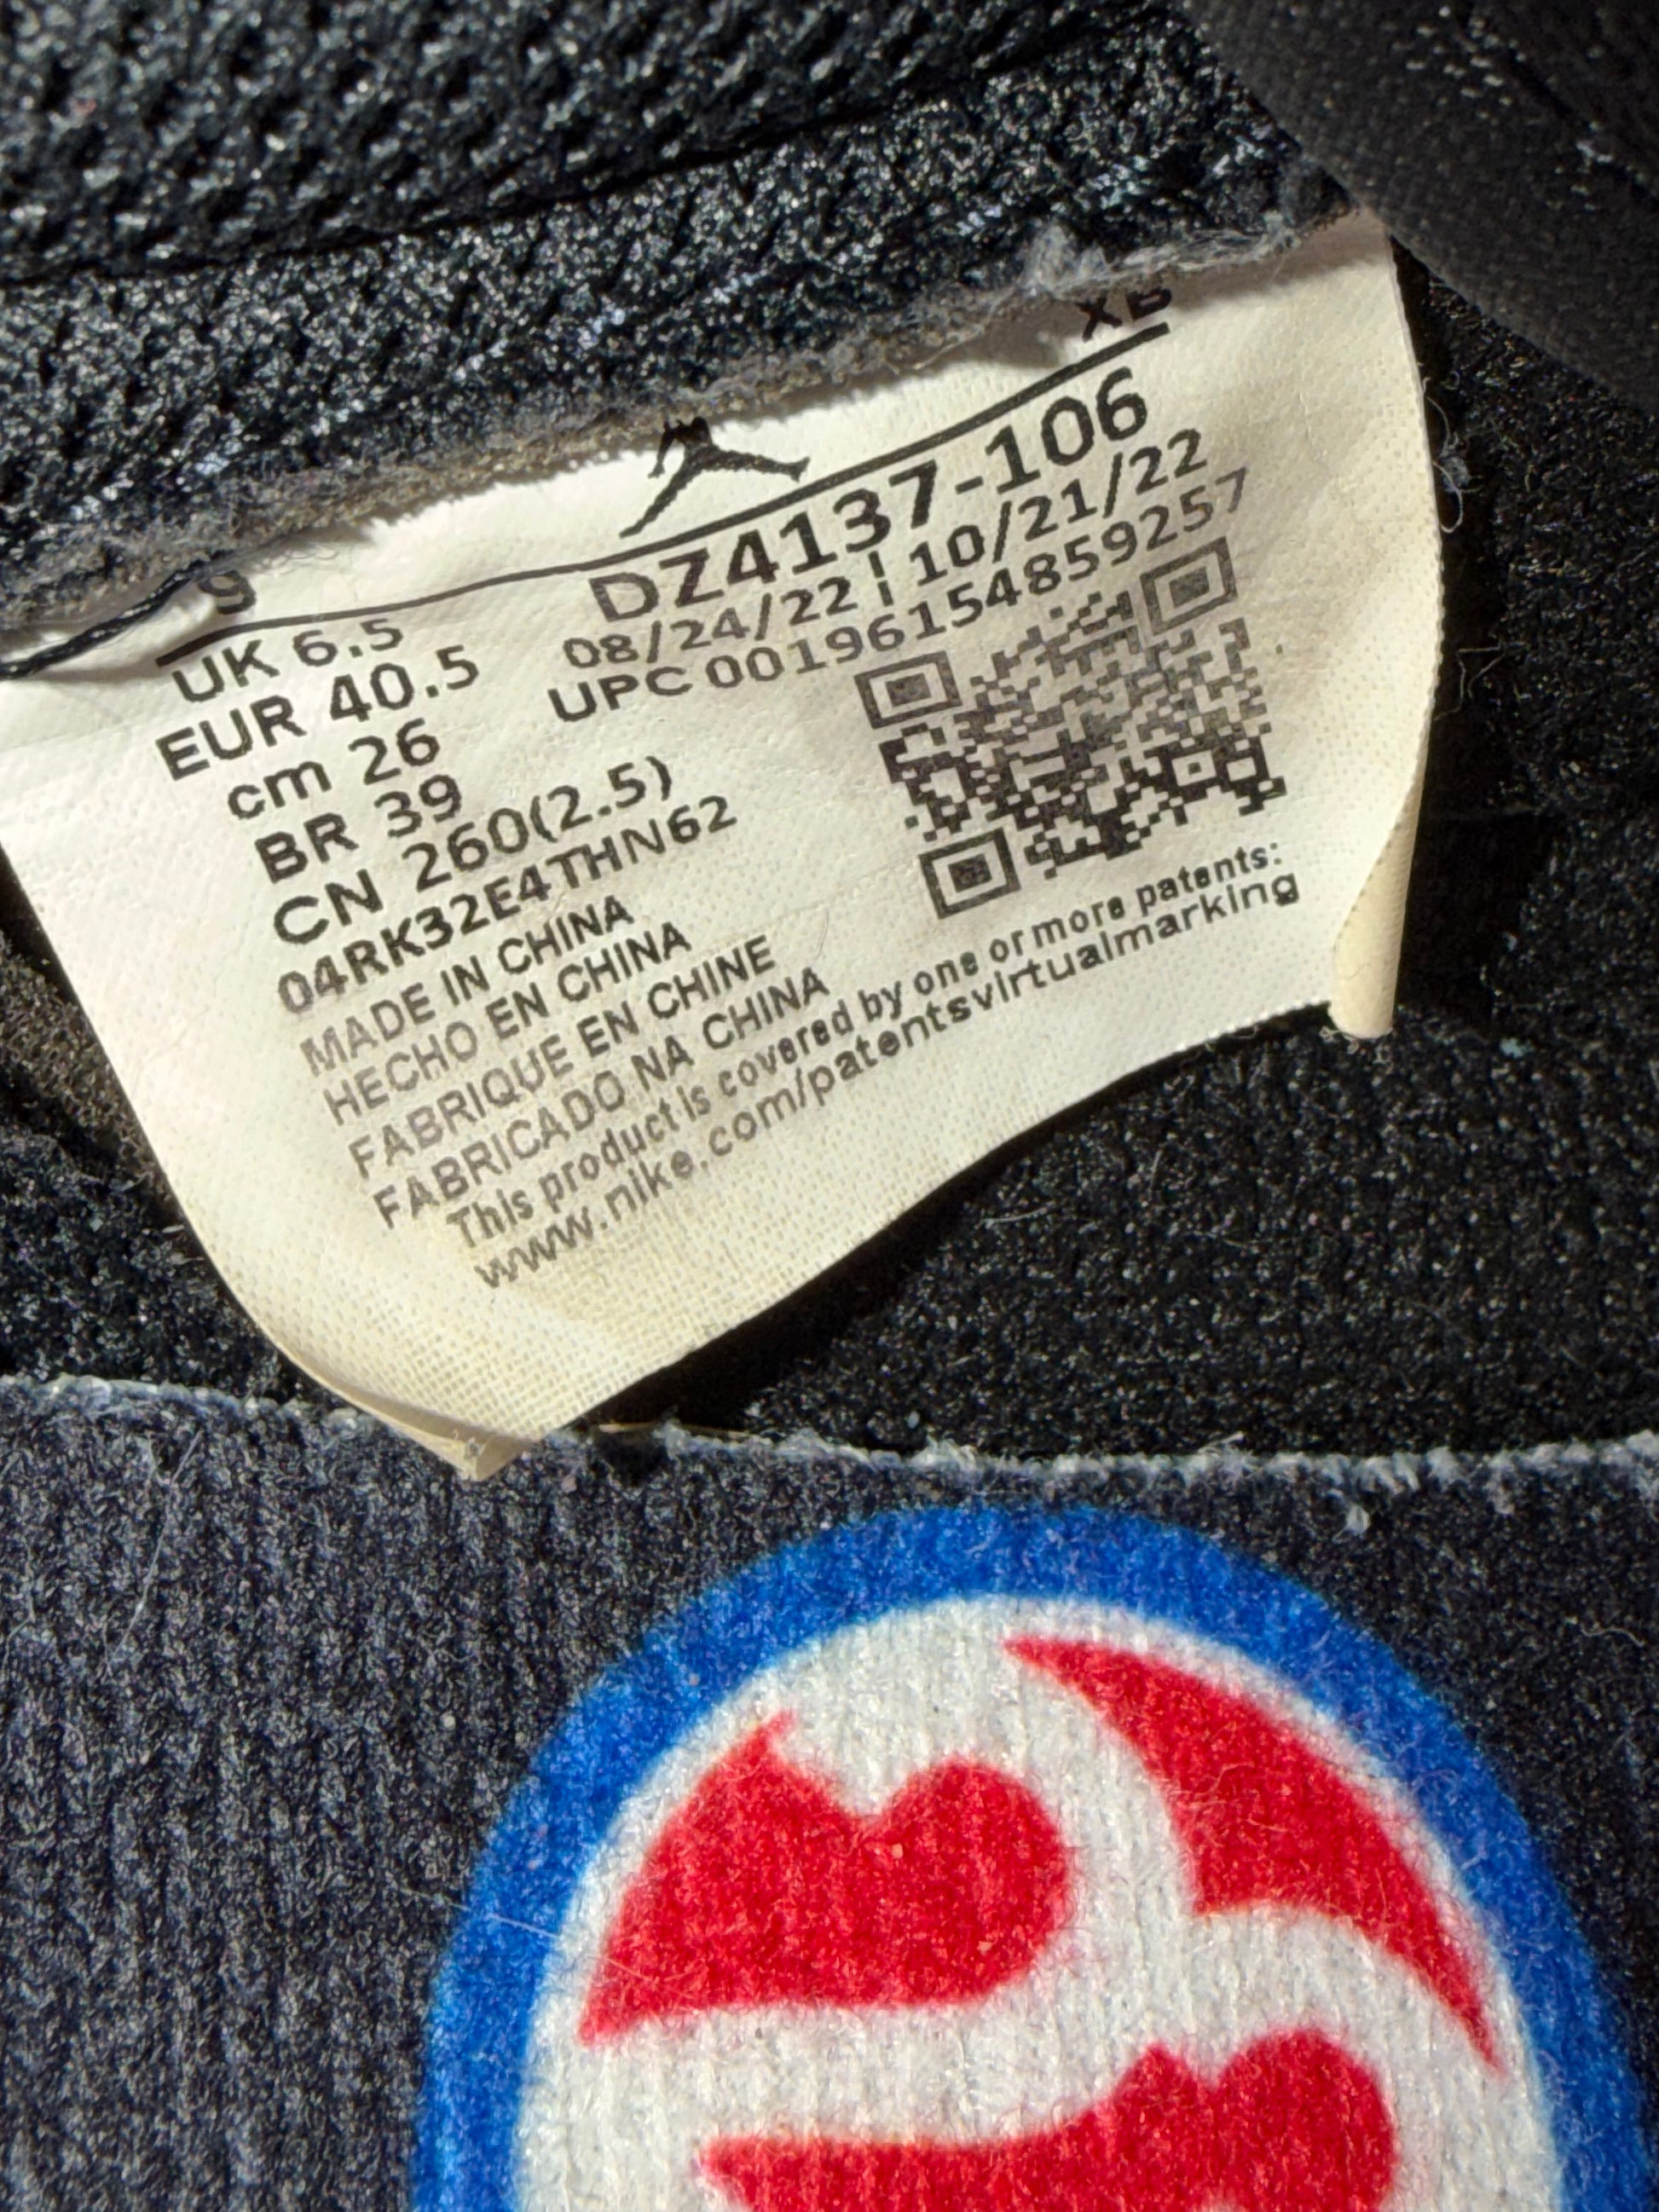 9 XB
UK 6.5 DZ4137-106
EUR 40.5 08/24/22 | 10/21/22
cm 26 UPC 00196154859257
BR 39
CN 260(2.5)
04RK32E4THN62
MADE IN CHINA
HECHO EN CHINA
FABRIQUE EN CHINE
FABRICADO NA CHINA
This product is covered by one or more patents:
www.nike.com/patentsvirtualmarking